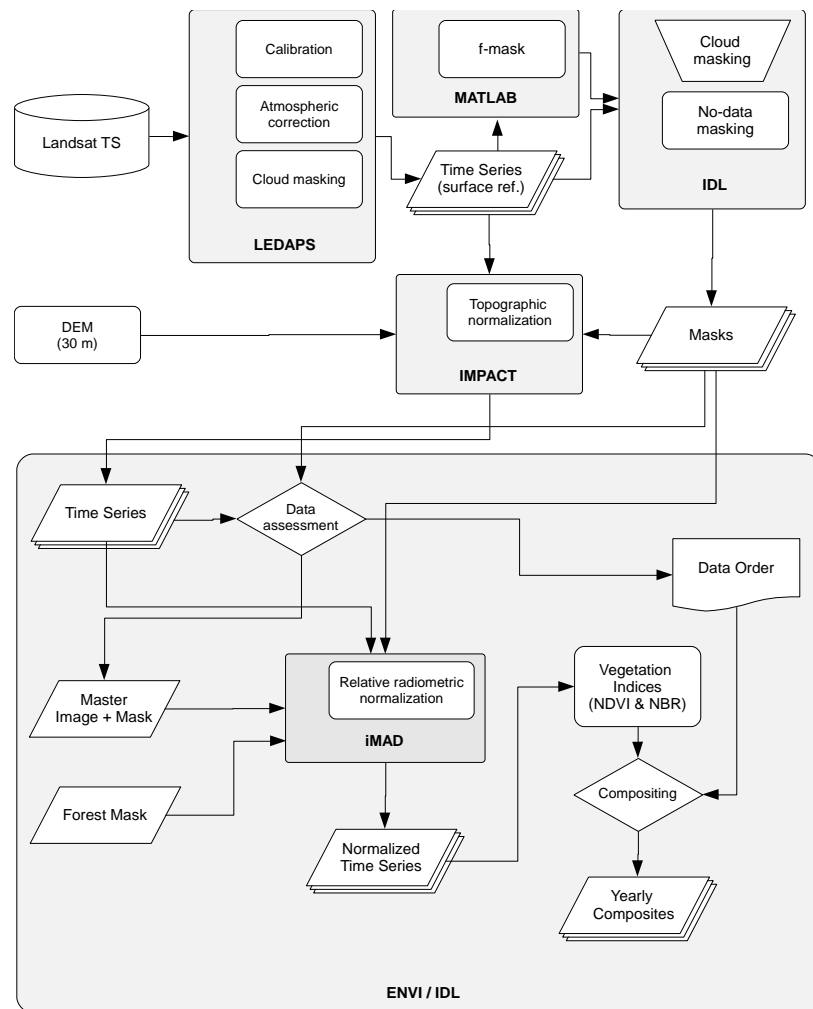 Calibration
f-mask
Cloud
masking
MATLAB
Landsat TS
Atmospheric
correction
No-data
masking
Cloud masking
Time Series
(surface ref.)
IDL
LEDAPS
DEM
(30 m)
Topographic
normalization
Masks
IMPACT
Time Series
Data
assessment
Data Order
Master
Image + Mask
Relative radiometric
normalization
iMAD
Vegetation
Indices
(NDVI & NBR)
Forest Mask
Compositing
Normalized
Time Series
Yearly
Composites
ENVI / IDL